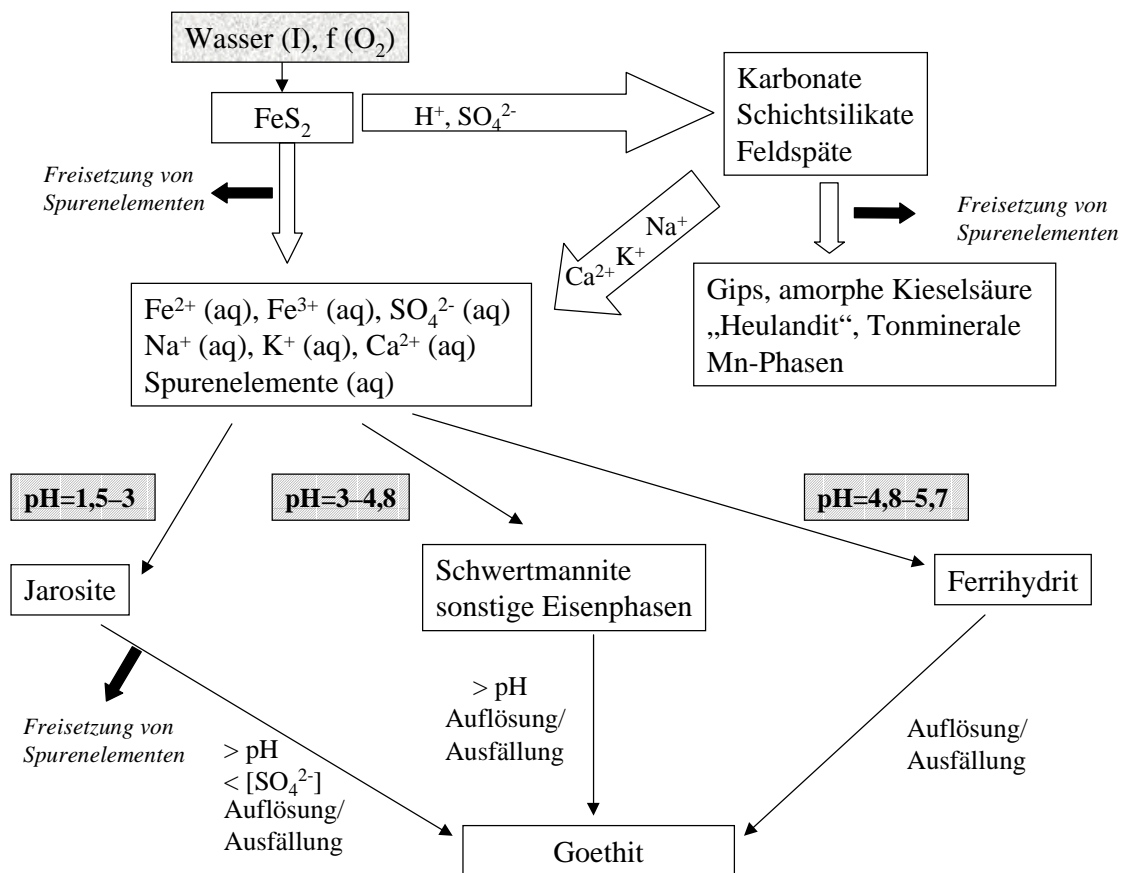 Wasser (I), f (O₂)
FeS₂
H⁺, SO₄²⁻
Karbonate
Schichtsilikate
Feldspäte
Freisetzung von
Spurenelementen
Freisetzung von
Spurenelementen
Na⁺
K⁺
Ca²⁺
Fe²⁺ (aq), Fe³⁺ (aq), SO₄²⁻ (aq)
Na⁺ (aq), K⁺ (aq), Ca²⁺ (aq)
Spurenelemente (aq)
Gips, amorphe Kieselsäure
„Heulandit“, Tonminerale
Mn-Phasen
pH=1,5–3
pH=3–4,8
pH=4,8–5,7
Jarosite
Schwertmannite
sonstige Eisenphasen
Ferrihydrit
Freisetzung von
Spurenelementen
> pH
< [SO₄²⁻]
Auflösung/
Ausfällung
> pH
Auflösung/
Ausfällung
Auflösung/
Ausfällung
Goethit